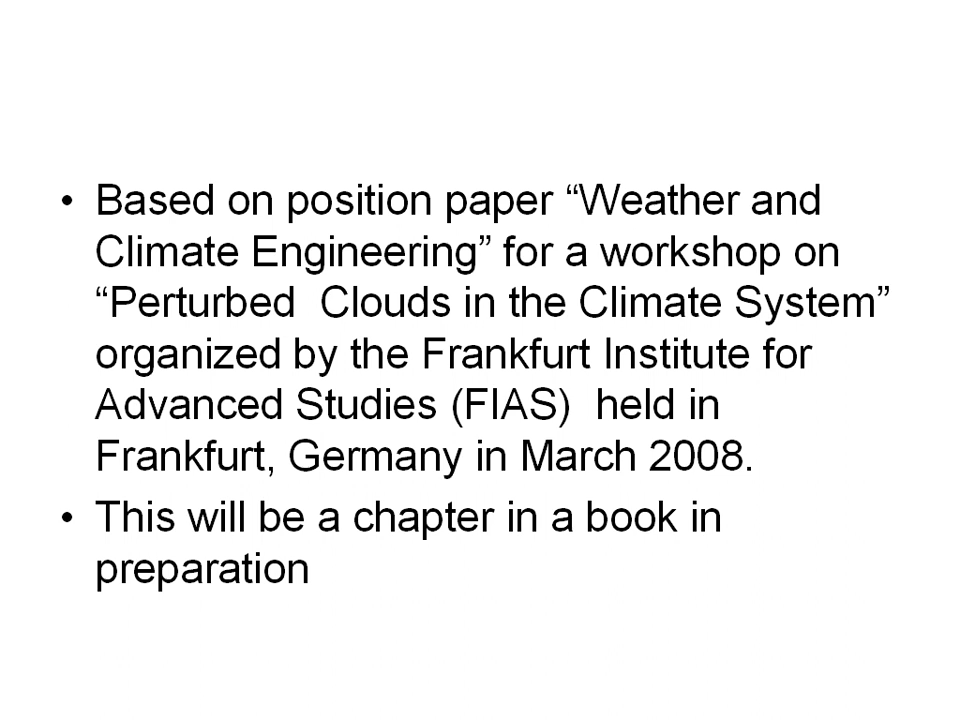 • Based on position paper “Weather and
Climate Engineering” for a workshop on
“Perturbed  Clouds in the Climate System”
organized by the Frankfurt Institute for
Advanced Studies (FIAS)  held in
Frankfurt, Germany in March 2008.
• This will be a chapter in a book in
preparation